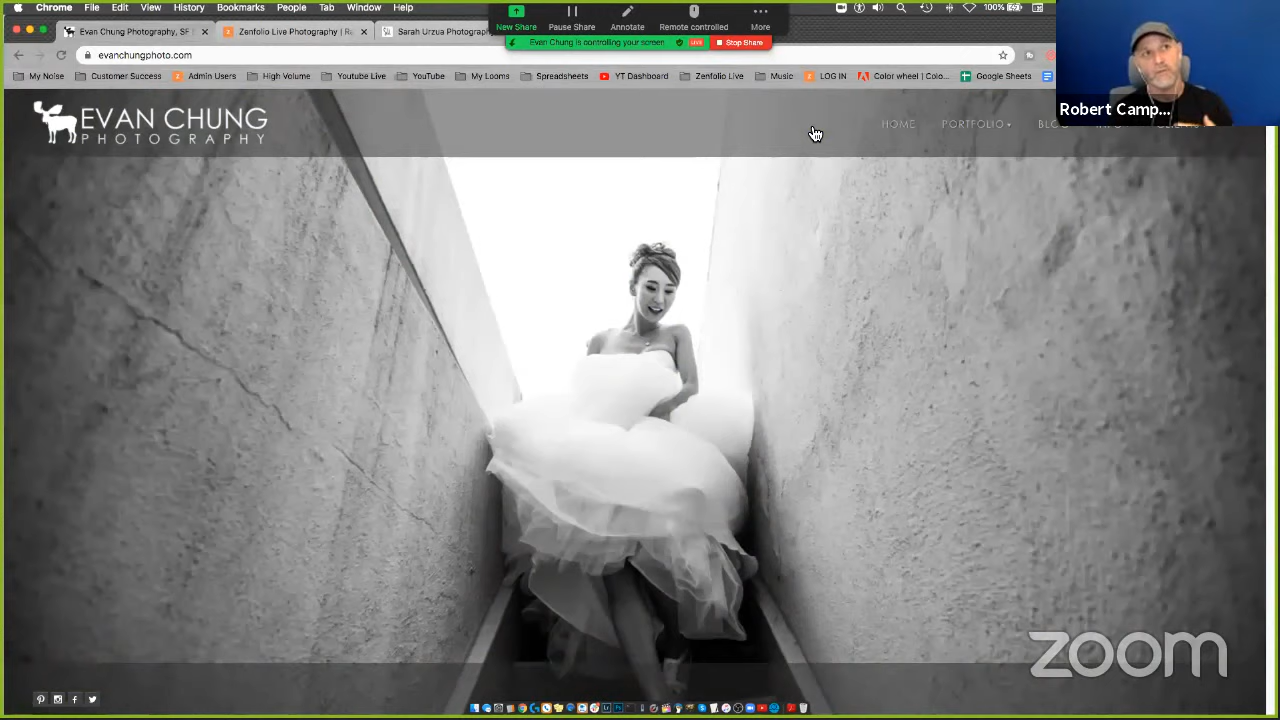 Chrome File Edit View History Bookmarks People Tab Window Help
100%
New Share Pause Share Annotate Remote controlled More
Evan Chung is controlling your screen LIVE Stop Share
Evan Chung Photography, SF
Zenfolio Live Photography | R
Sarah Urzua Photograp
evanchungphoto.com
My Noise Customer Success Admin Users High Volume Youtube Live YouTube My Looms Spreadsheets YT Dashboard Zenfolio Live Music LOG IN Color wheel | Colo... Google Sheets
Robert Camp...
EVAN CHUNG
PHOTOGRAPHY
HOME PORTFOLIO
zoom